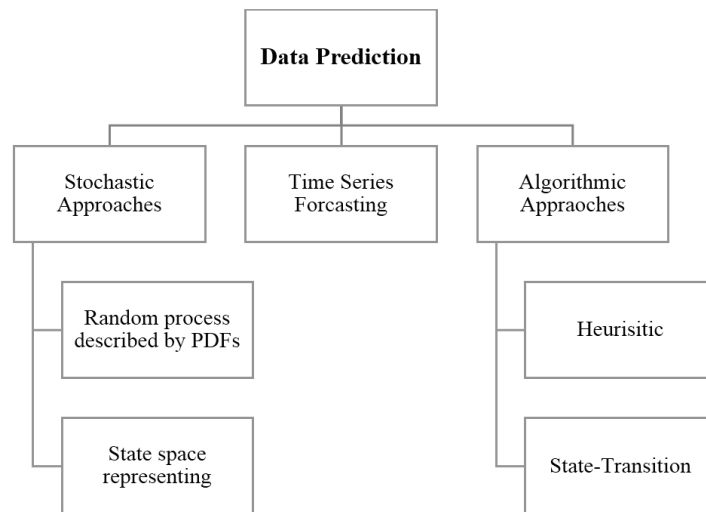 Data Prediction
Stochastic
Approaches
Time Series
Forcasting
Algorithmic
Appraoches
Random process
described by PDFs
Heurisitic
State space
representing
State-Transition